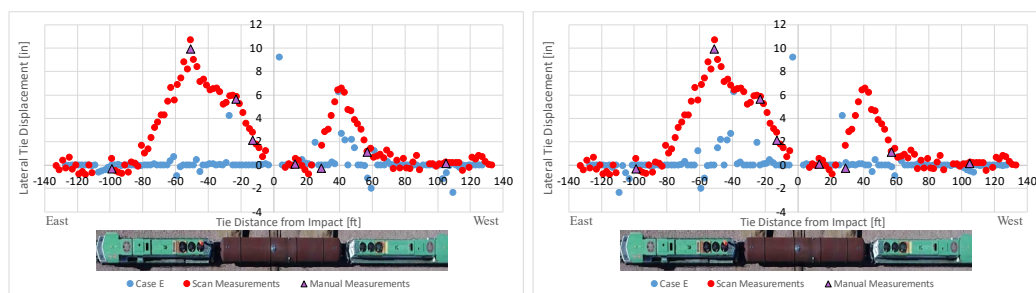 Lateral Tie Displacement [in]
12
10
8
6
4
2
0
-2
-4
-140 -120 -100 -80 -60 -40 -20 0 20 40 60 80 100 120 140
East
Tie Distance from Impact [ft]
West
Case E Scan Measurements Manual Measurements
Lateral Tie Displacement [in]
12
10
8
6
4
2
0
-2
-4
-140 -120 -100 -80 -60 -40 -20 0 20 40 60 80 100 120 140
East
Tie Distance from Impact [ft]
West
Case E Scan Measurements Manual Measurements